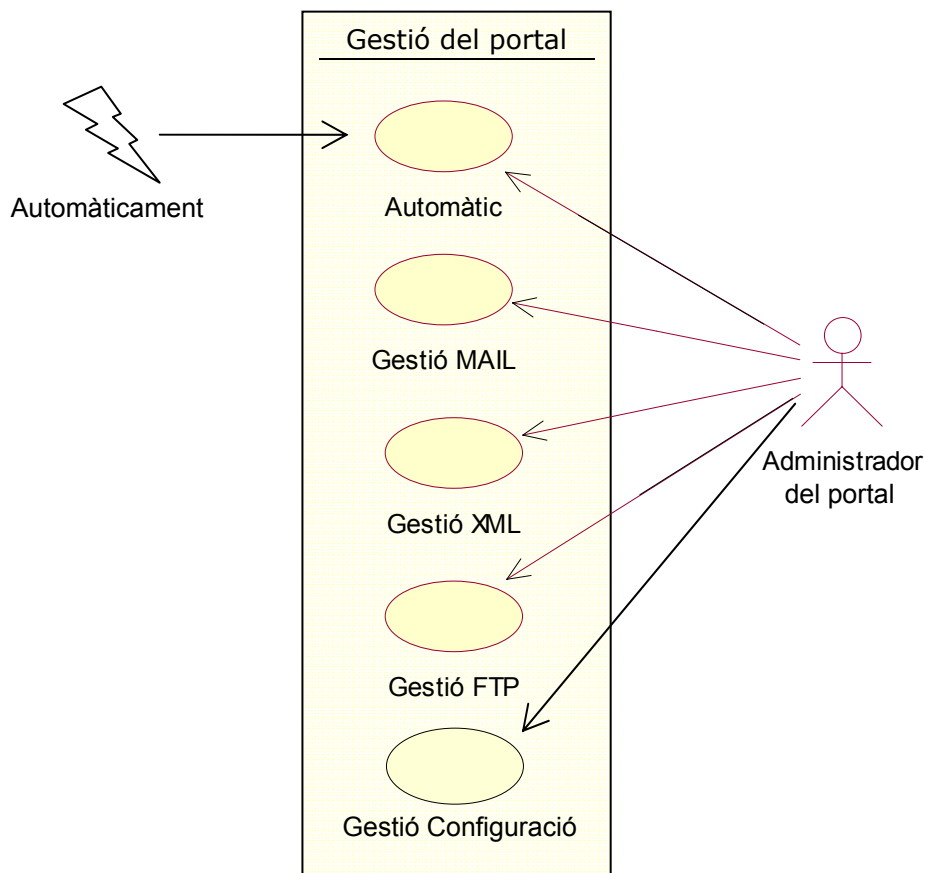 Gestió del portal
Automàticament
Automàtic
Gestió MAIL
Gestió XML
Administrador
del portal
Gestió FTP
Gestió Configuració